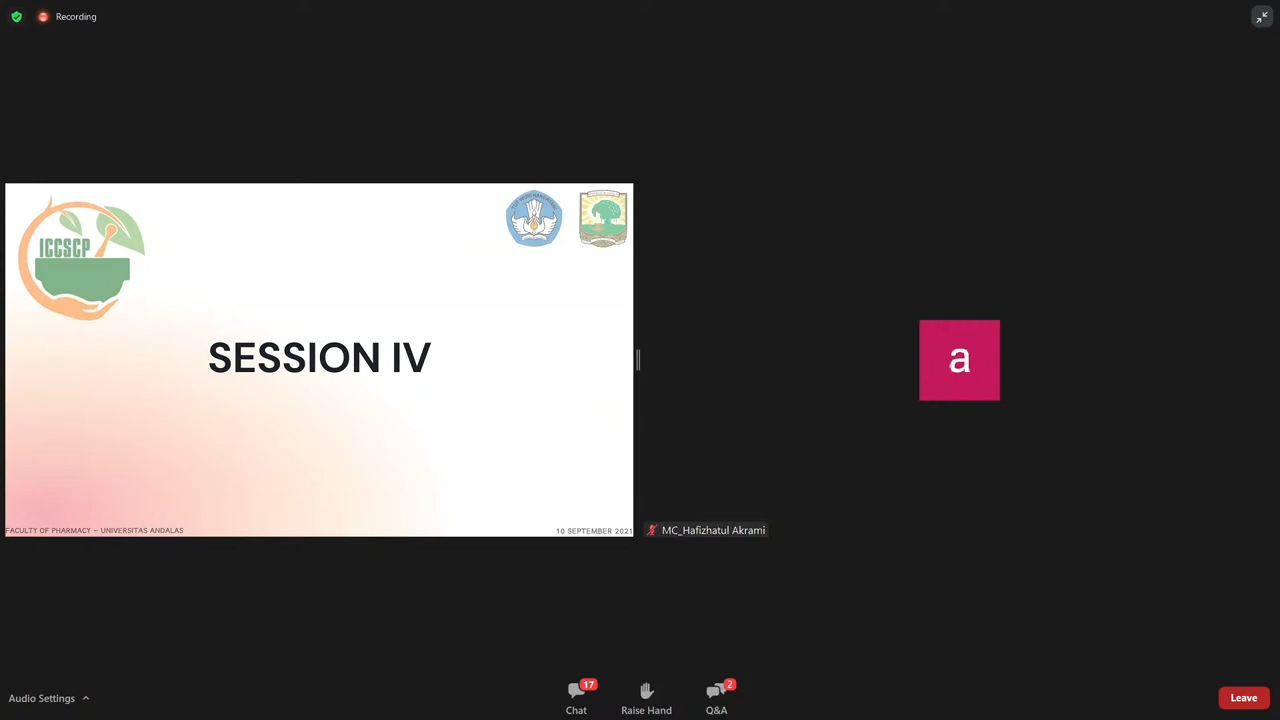 Recording
ICCSCP
SESSION IV
FACULTY OF PHARMACY – UNIVERSITAS ANDALAS
10 SEPTEMBER 2021
a
MC_Hafizhatul Akrami
Audio Settings
17
Chat
Raise Hand
2
Q&A
Leave